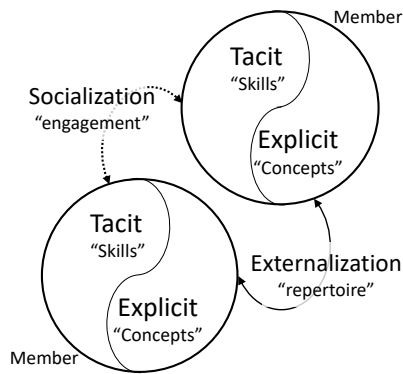 Member
Tacit
“Skills”
Socialization
“engagement”
Explicit
“Concepts”
Tacit
“Skills”
Externalization
“repertoire”
Explicit
“Concepts”
Member